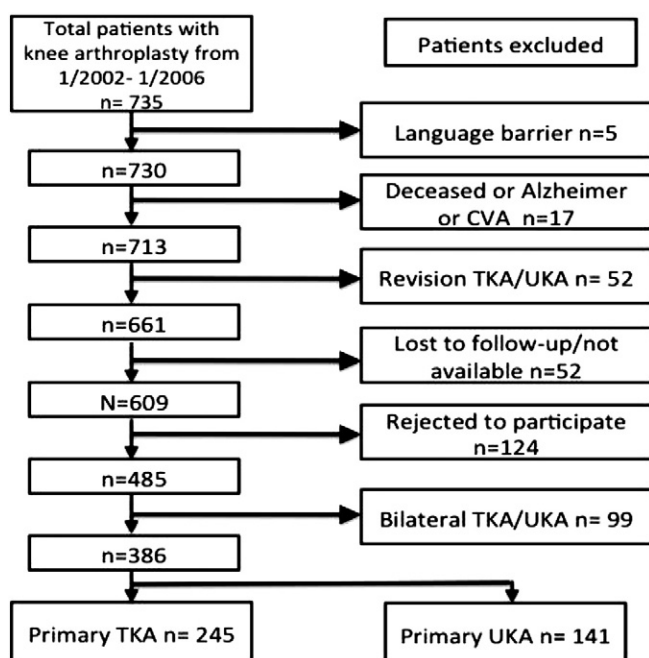 Total patients with
knee arthroplasty from
1/2002- 1/2006
n= 735
Patients excluded
Language barrier n=5
n=730
Deceased or Alzheimer
or CVA n=17
n=713
Revision TKA/UKA n= 52
n=661
Lost to follow-up/not
available n=52
N=609
Rejected to participate
n=124
n=485
Bilateral TKA/UKA n= 99
n=386
Primary TKA n= 245
Primary UKA n= 141